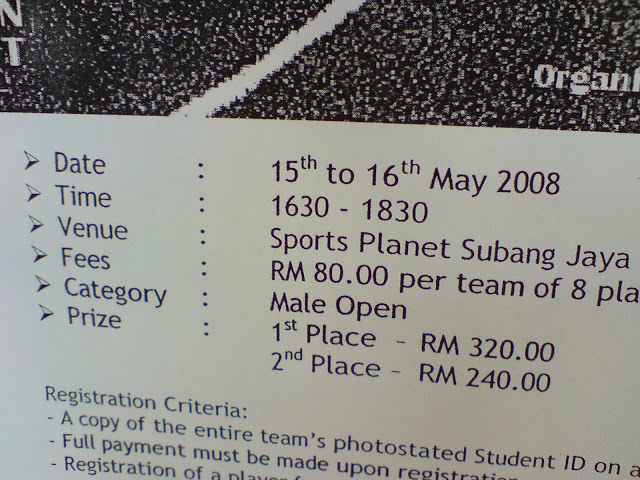 N
T
Organ
➢ Date : 15th to 16th May 2008
➢ Time : 1630 - 1830
➢ Venue : Sports Planet Subang Jaya
➢ Fees : RM 80.00 per team of 8 pla
➢ Category : Male Open
➢ Prize : 1st Place - RM 320.00
2nd Place - RM 240.00
Registration Criteria:
- A copy of the entire team's photostated Student ID on a
- Full payment must be made upon registration
- Registration of a player